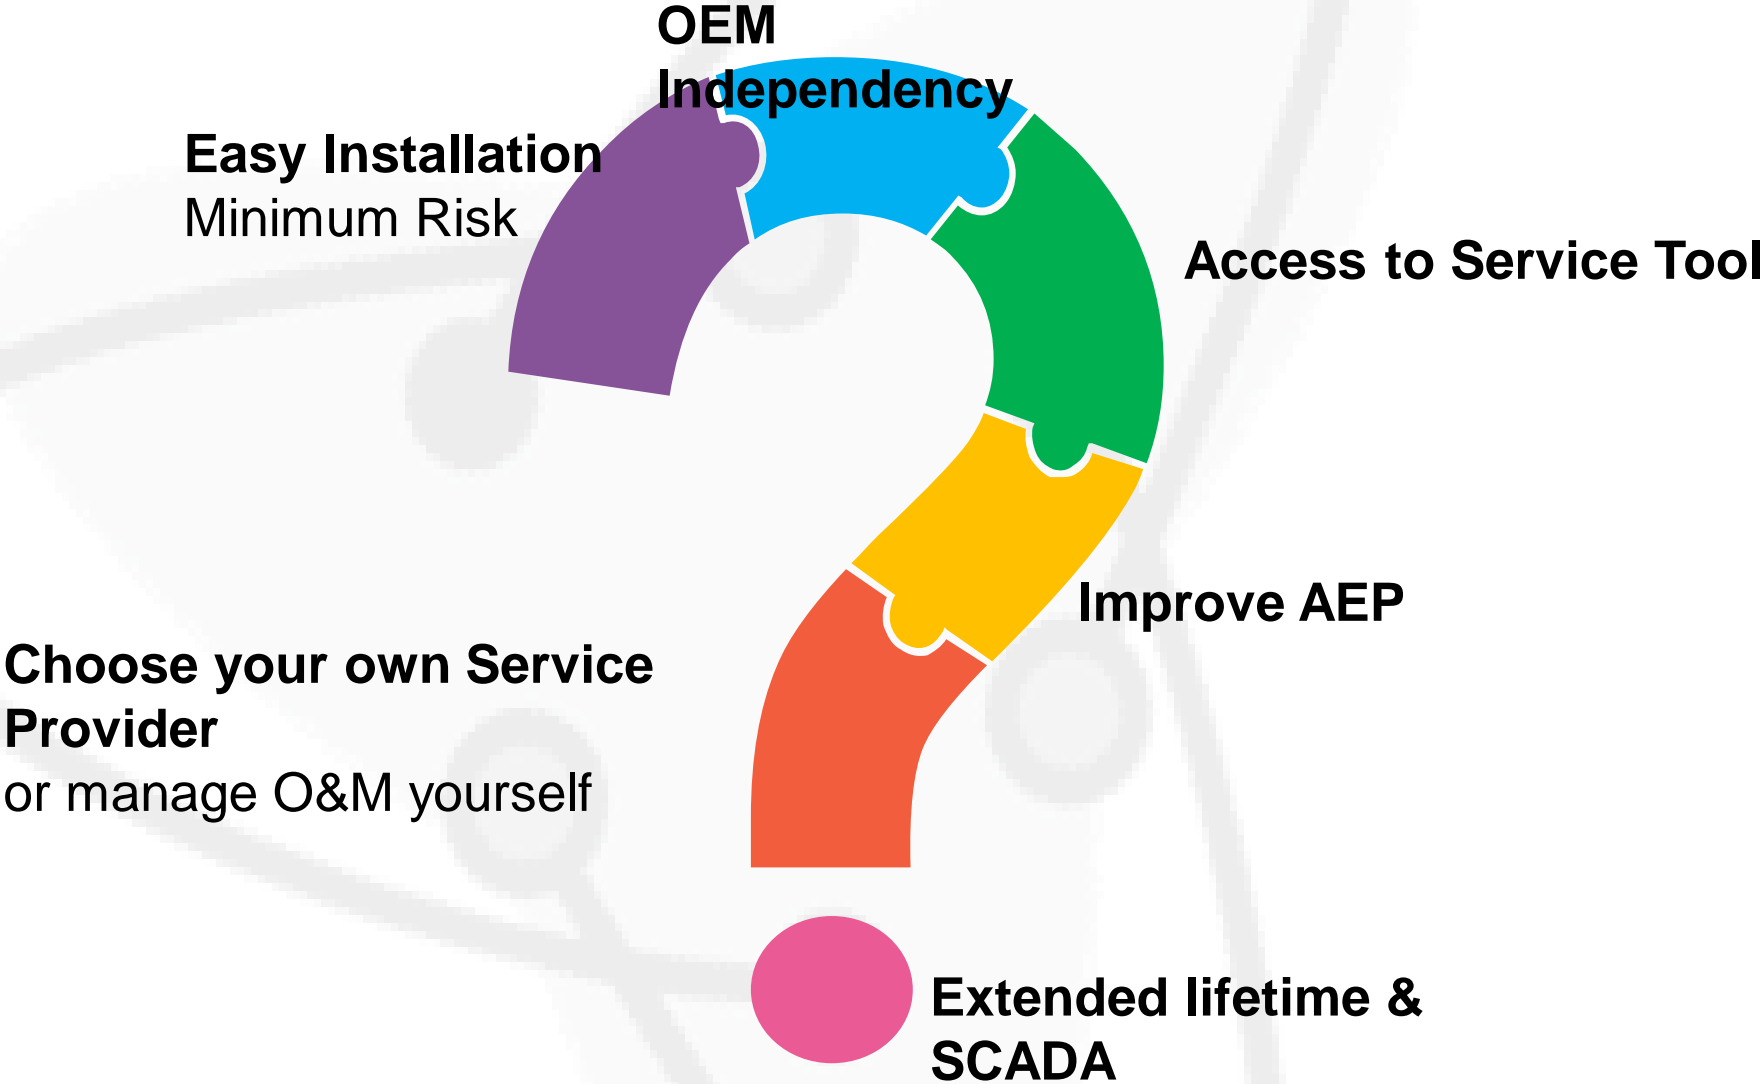 OEM
Independency
Easy Installation
Minimum Risk
Access to Service Tool
Improve AEP
Choose your own Service
Provider
or manage O&M yourself
Extended lifetime &
SCADA